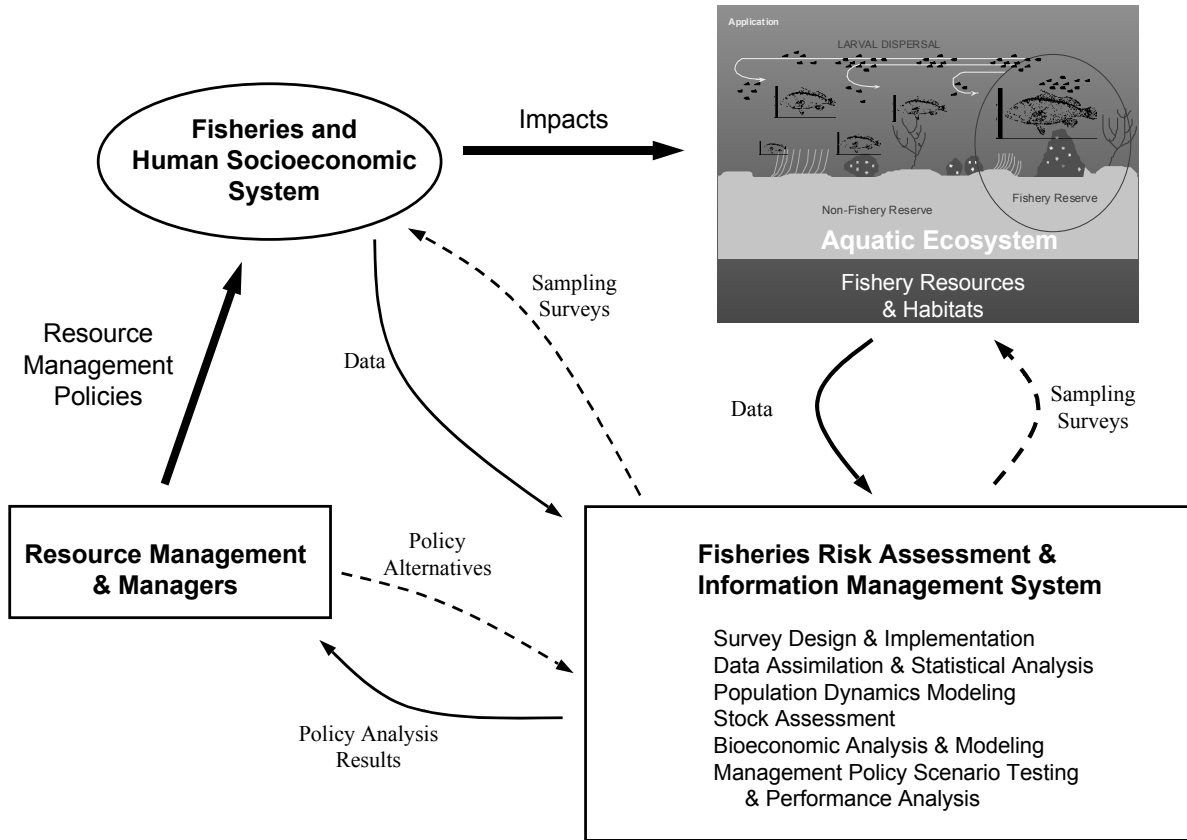 Application
LARVAL DISPERSAL
Fisheries and
Human Socioeconomic
System
Impacts
Fishery Reserve
Non-Fishery Reserve
Aquatic Ecosystem
Fishery Resources
& Habitats
Sampling
Surveys
Resource
Management
Policies
Data
Data
Sampling
Surveys
Resource Management
& Managers
Policy
Alternatives
Fisheries Risk Assessment &
Information Management System
Survey Design & Implementation
Data Assimilation & Statistical Analysis
Population Dynamics Modeling
Stock Assessment
Bioeconomic Analysis & Modeling
Management Policy Scenario Testing
& Performance Analysis
Policy Analysis
Results